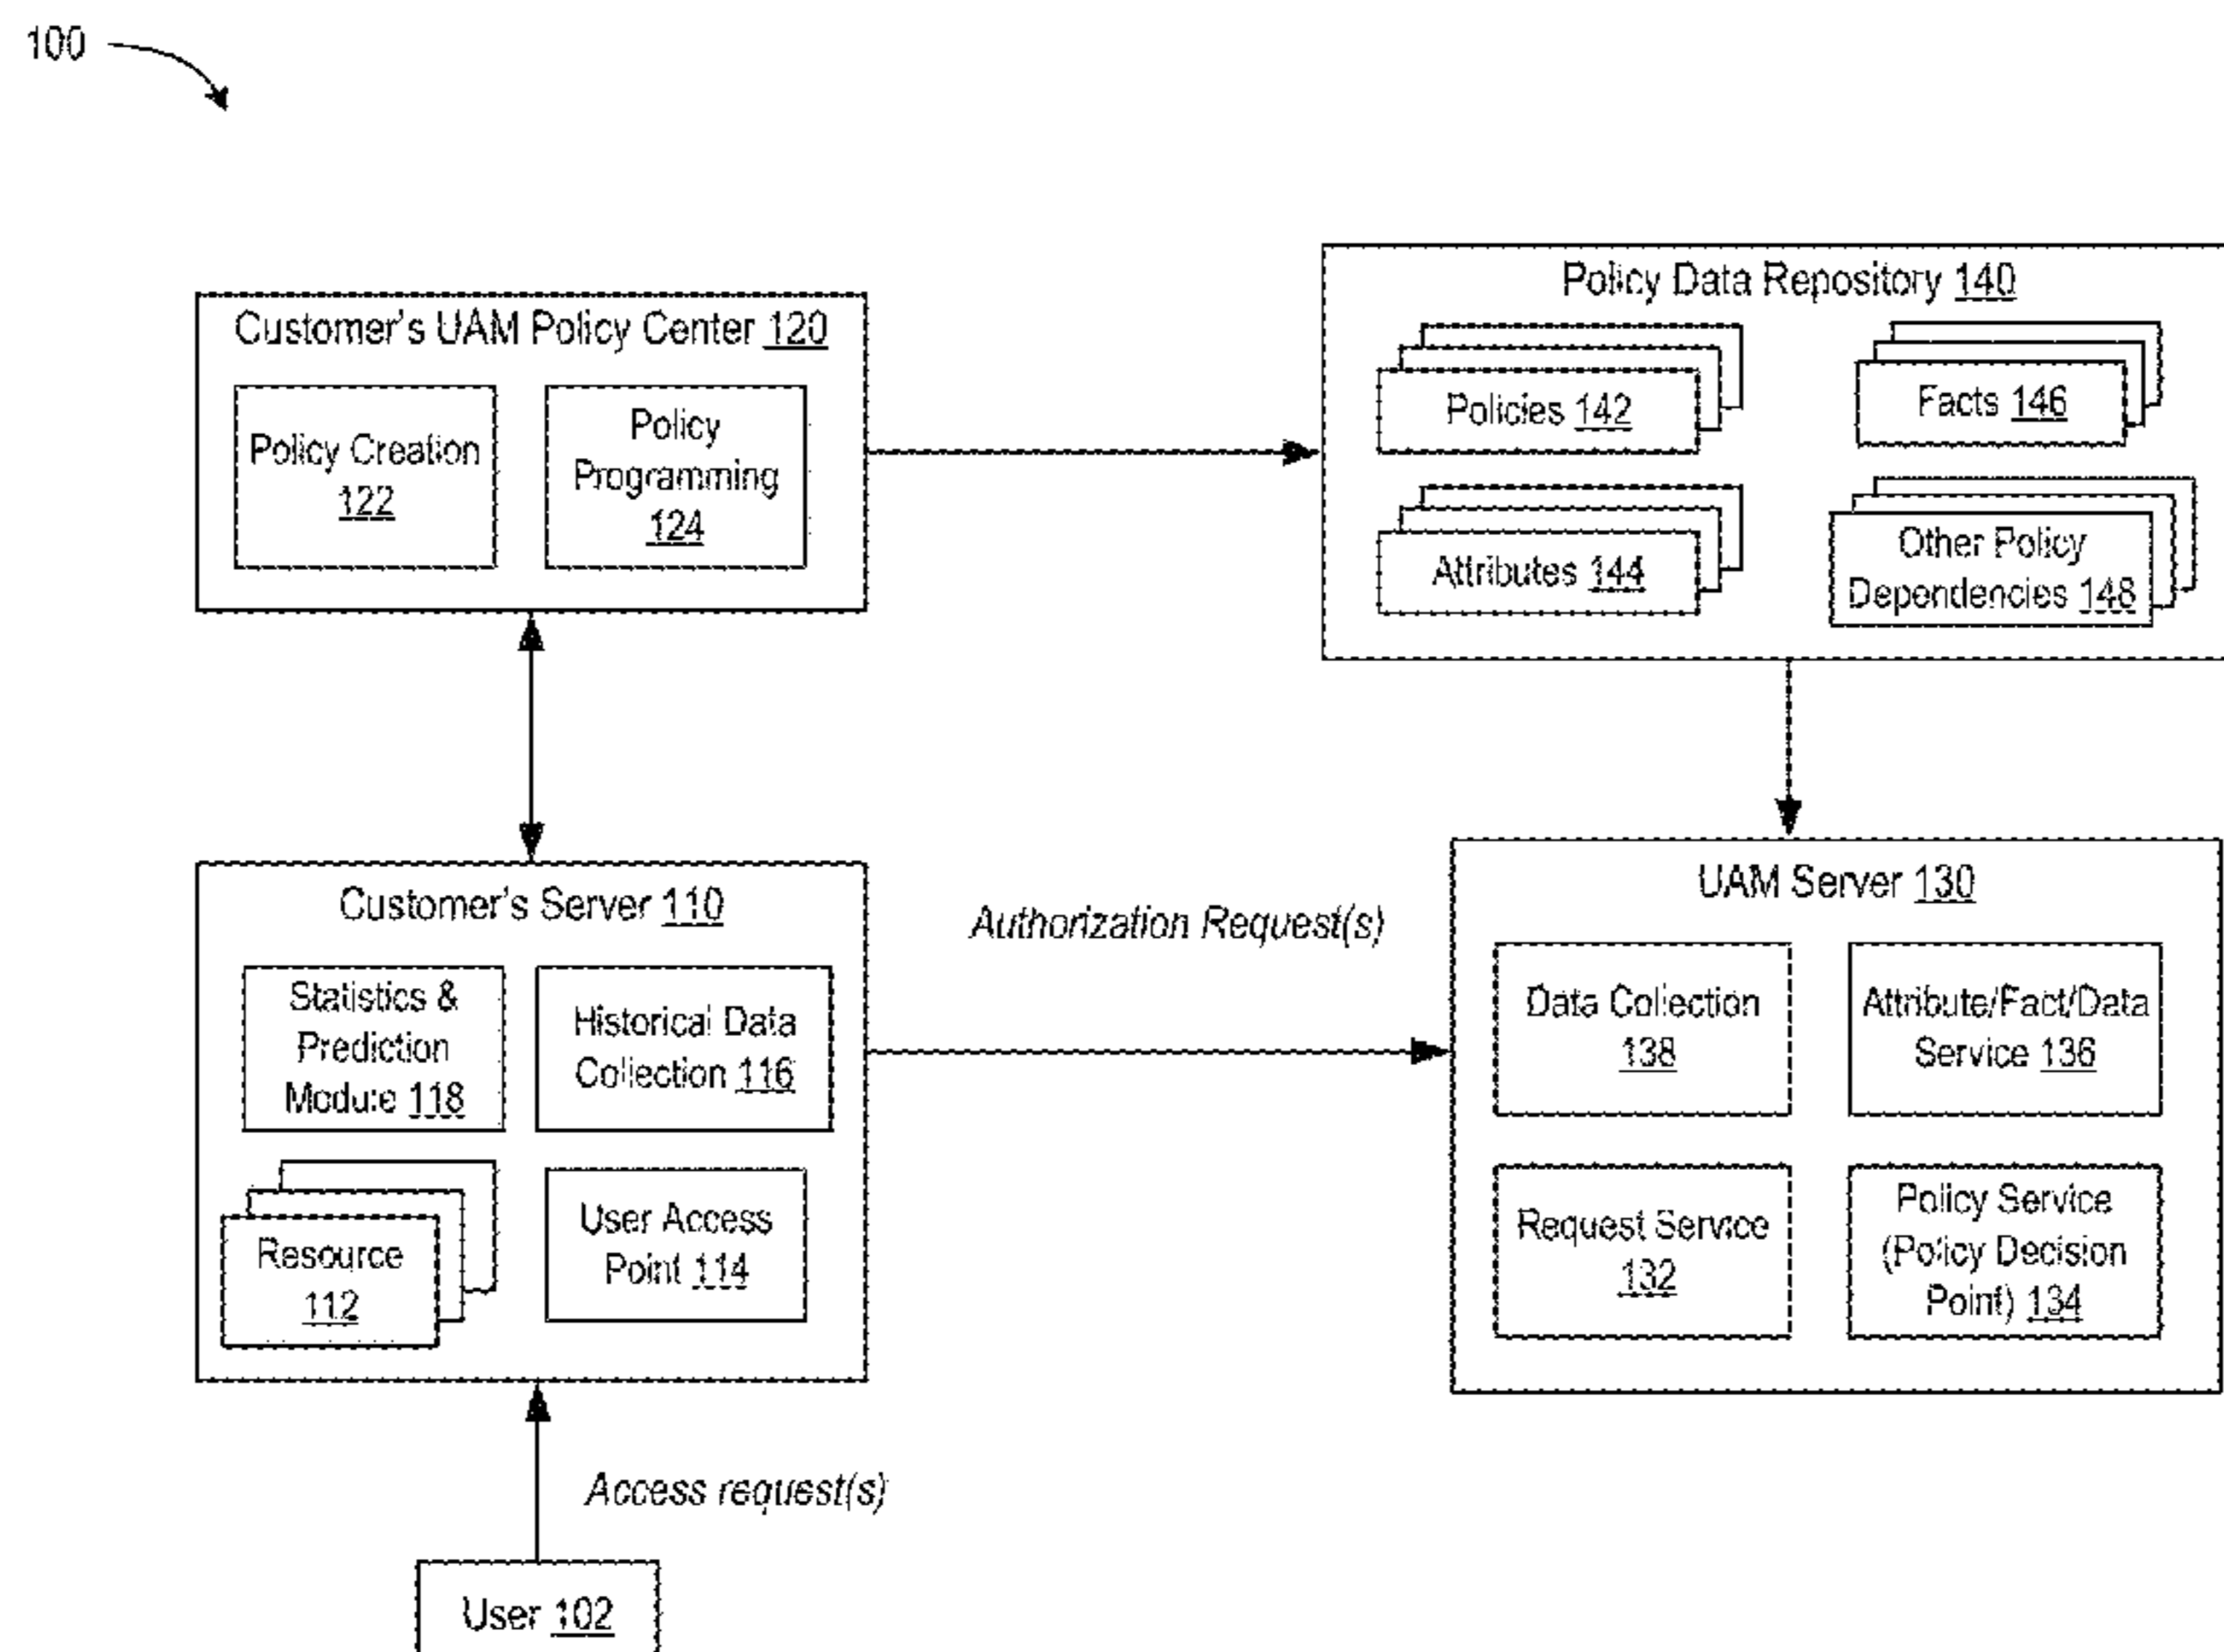 100
Customer's UAM Policy Center 120
Policy Creation
122
Policy
Programming
124
Policy Data Repository 140
Policies 142
Facts 146
Attributes 144
Other Policy
Dependencies 148
Customer's Server 110
Statistics &
Prediction
Module 118
Historical Data
Collection 116
Resource
112
User Access
Point 114
Authorization Request(s)
UAM Server 130
Data Collection
138
Attribute/Fact/Data
Service 136
Request Service
132
Policy Service
(Policy Decision
Point) 134
Access request(s)
User 102